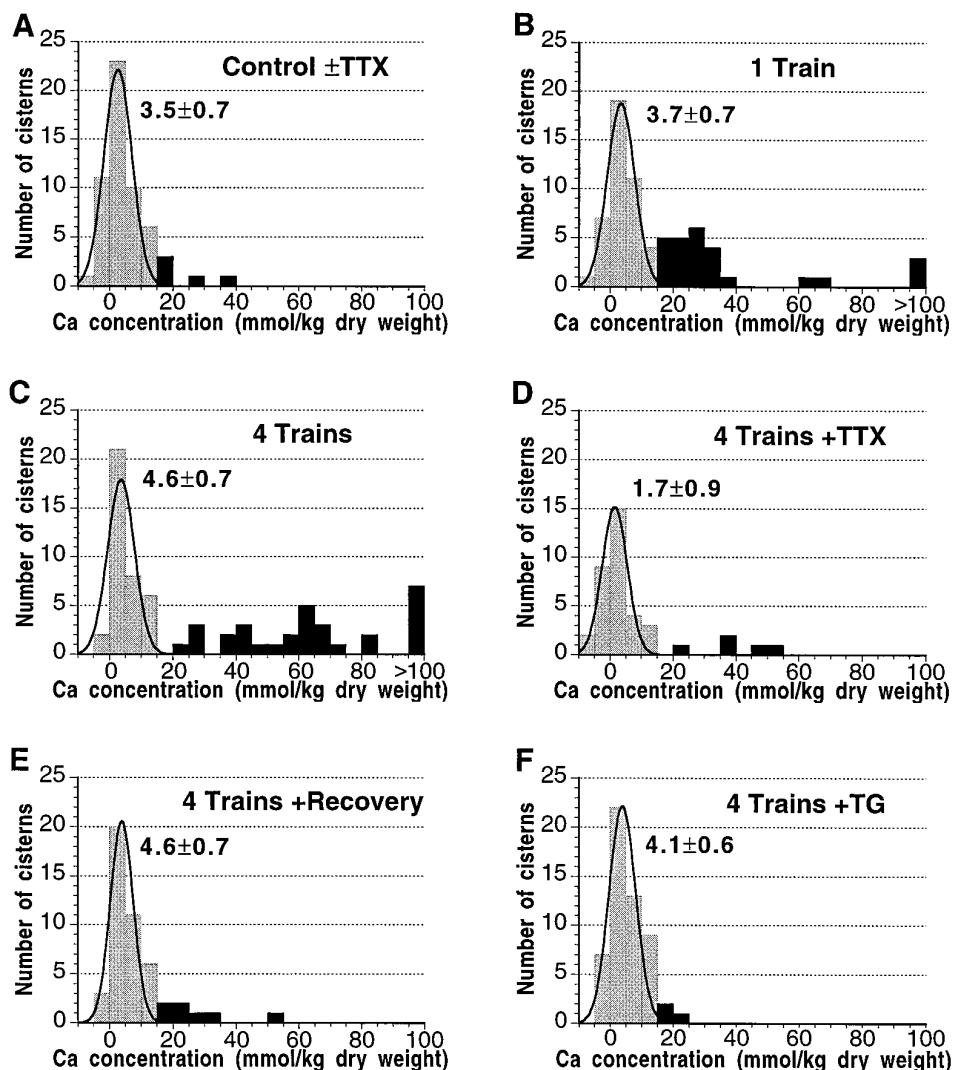 A
Control ±TTX
3.5±0.7
Number of cisterns
25
20
15
10
5
0
0 20 40 60 80 100
Ca concentration (mmol/kg dry weight)
B
1 Train
3.7±0.7
Number of cisterns
25
20
15
10
5
0
0 20 40 60 80 >100
Ca concentration (mmol/kg dry weight)
C
4 Trains
4.6±0.7
Number of cisterns
25
20
15
10
5
0
0 20 40 60 80 >100
Ca concentration (mmol/kg dry weight)
D
4 Trains +TTX
1.7±0.9
Number of cisterns
25
20
15
10
5
0
0 20 40 60 80 100
Ca concentration (mmol/kg dry weight)
E
4 Trains +Recovery
4.6±0.7
Number of cisterns
25
20
15
10
5
0
0 20 40 60 80 100
Ca concentration (mmol/kg dry weight)
F
4 Trains +TG
4.1±0.6
Number of cisterns
25
20
15
10
5
0
0 20 40 60 80 100
Ca concentration (mmol/kg dry weight)